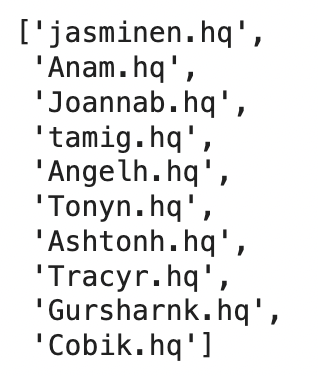 ['jasminen.hq',
'Anam.hq',
'Joannab.hq',
'tamig.hq',
'Angelh.hq',
'Tonyn.hq',
'Ashtonh.hq',
'Tracyr.hq',
'Gursharnk.hq',
'Cobik.hq']